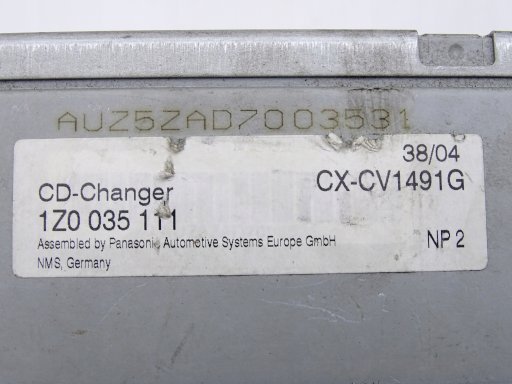 AUZ5ZAD7003531
38/04
CD-Changer CX-CV1491G
1Z0 035 111
Assembled by Panasonic Automotive Systems Europe GmbH NP 2
NMS, Germany